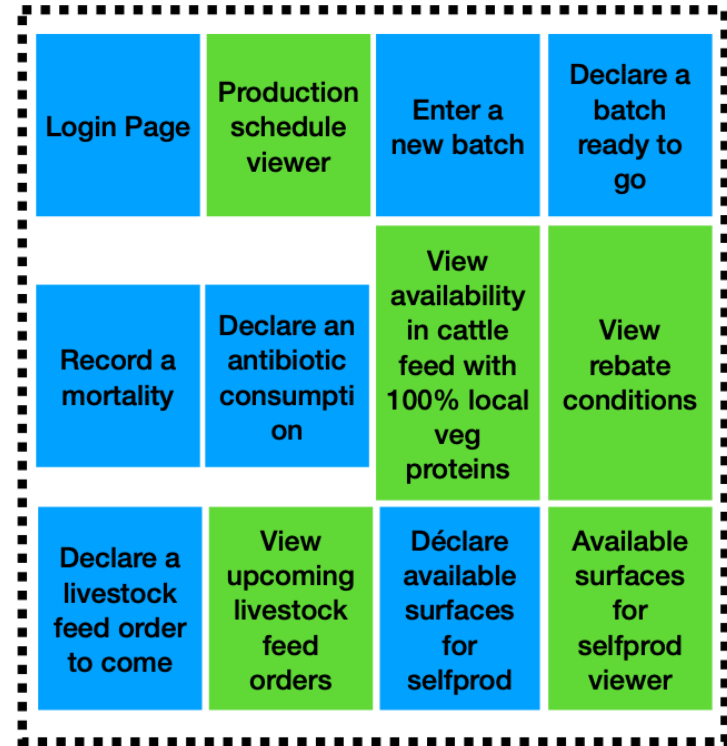 Login Page
Production
schedule
viewer
Enter a
new batch
Declare a
batch
ready to
go
Record a
mortality
Declare an
antibiotic
consumpti
on
View
availability
in cattle
feed with
100% local
veg
proteins
View
rebate
conditions
Declare a
livestock
feed order
to come
View
upcoming
livestock
feed
orders
Déclare
available
surfaces
for
selfprod
Available
surfaces
for
selfprod
viewer